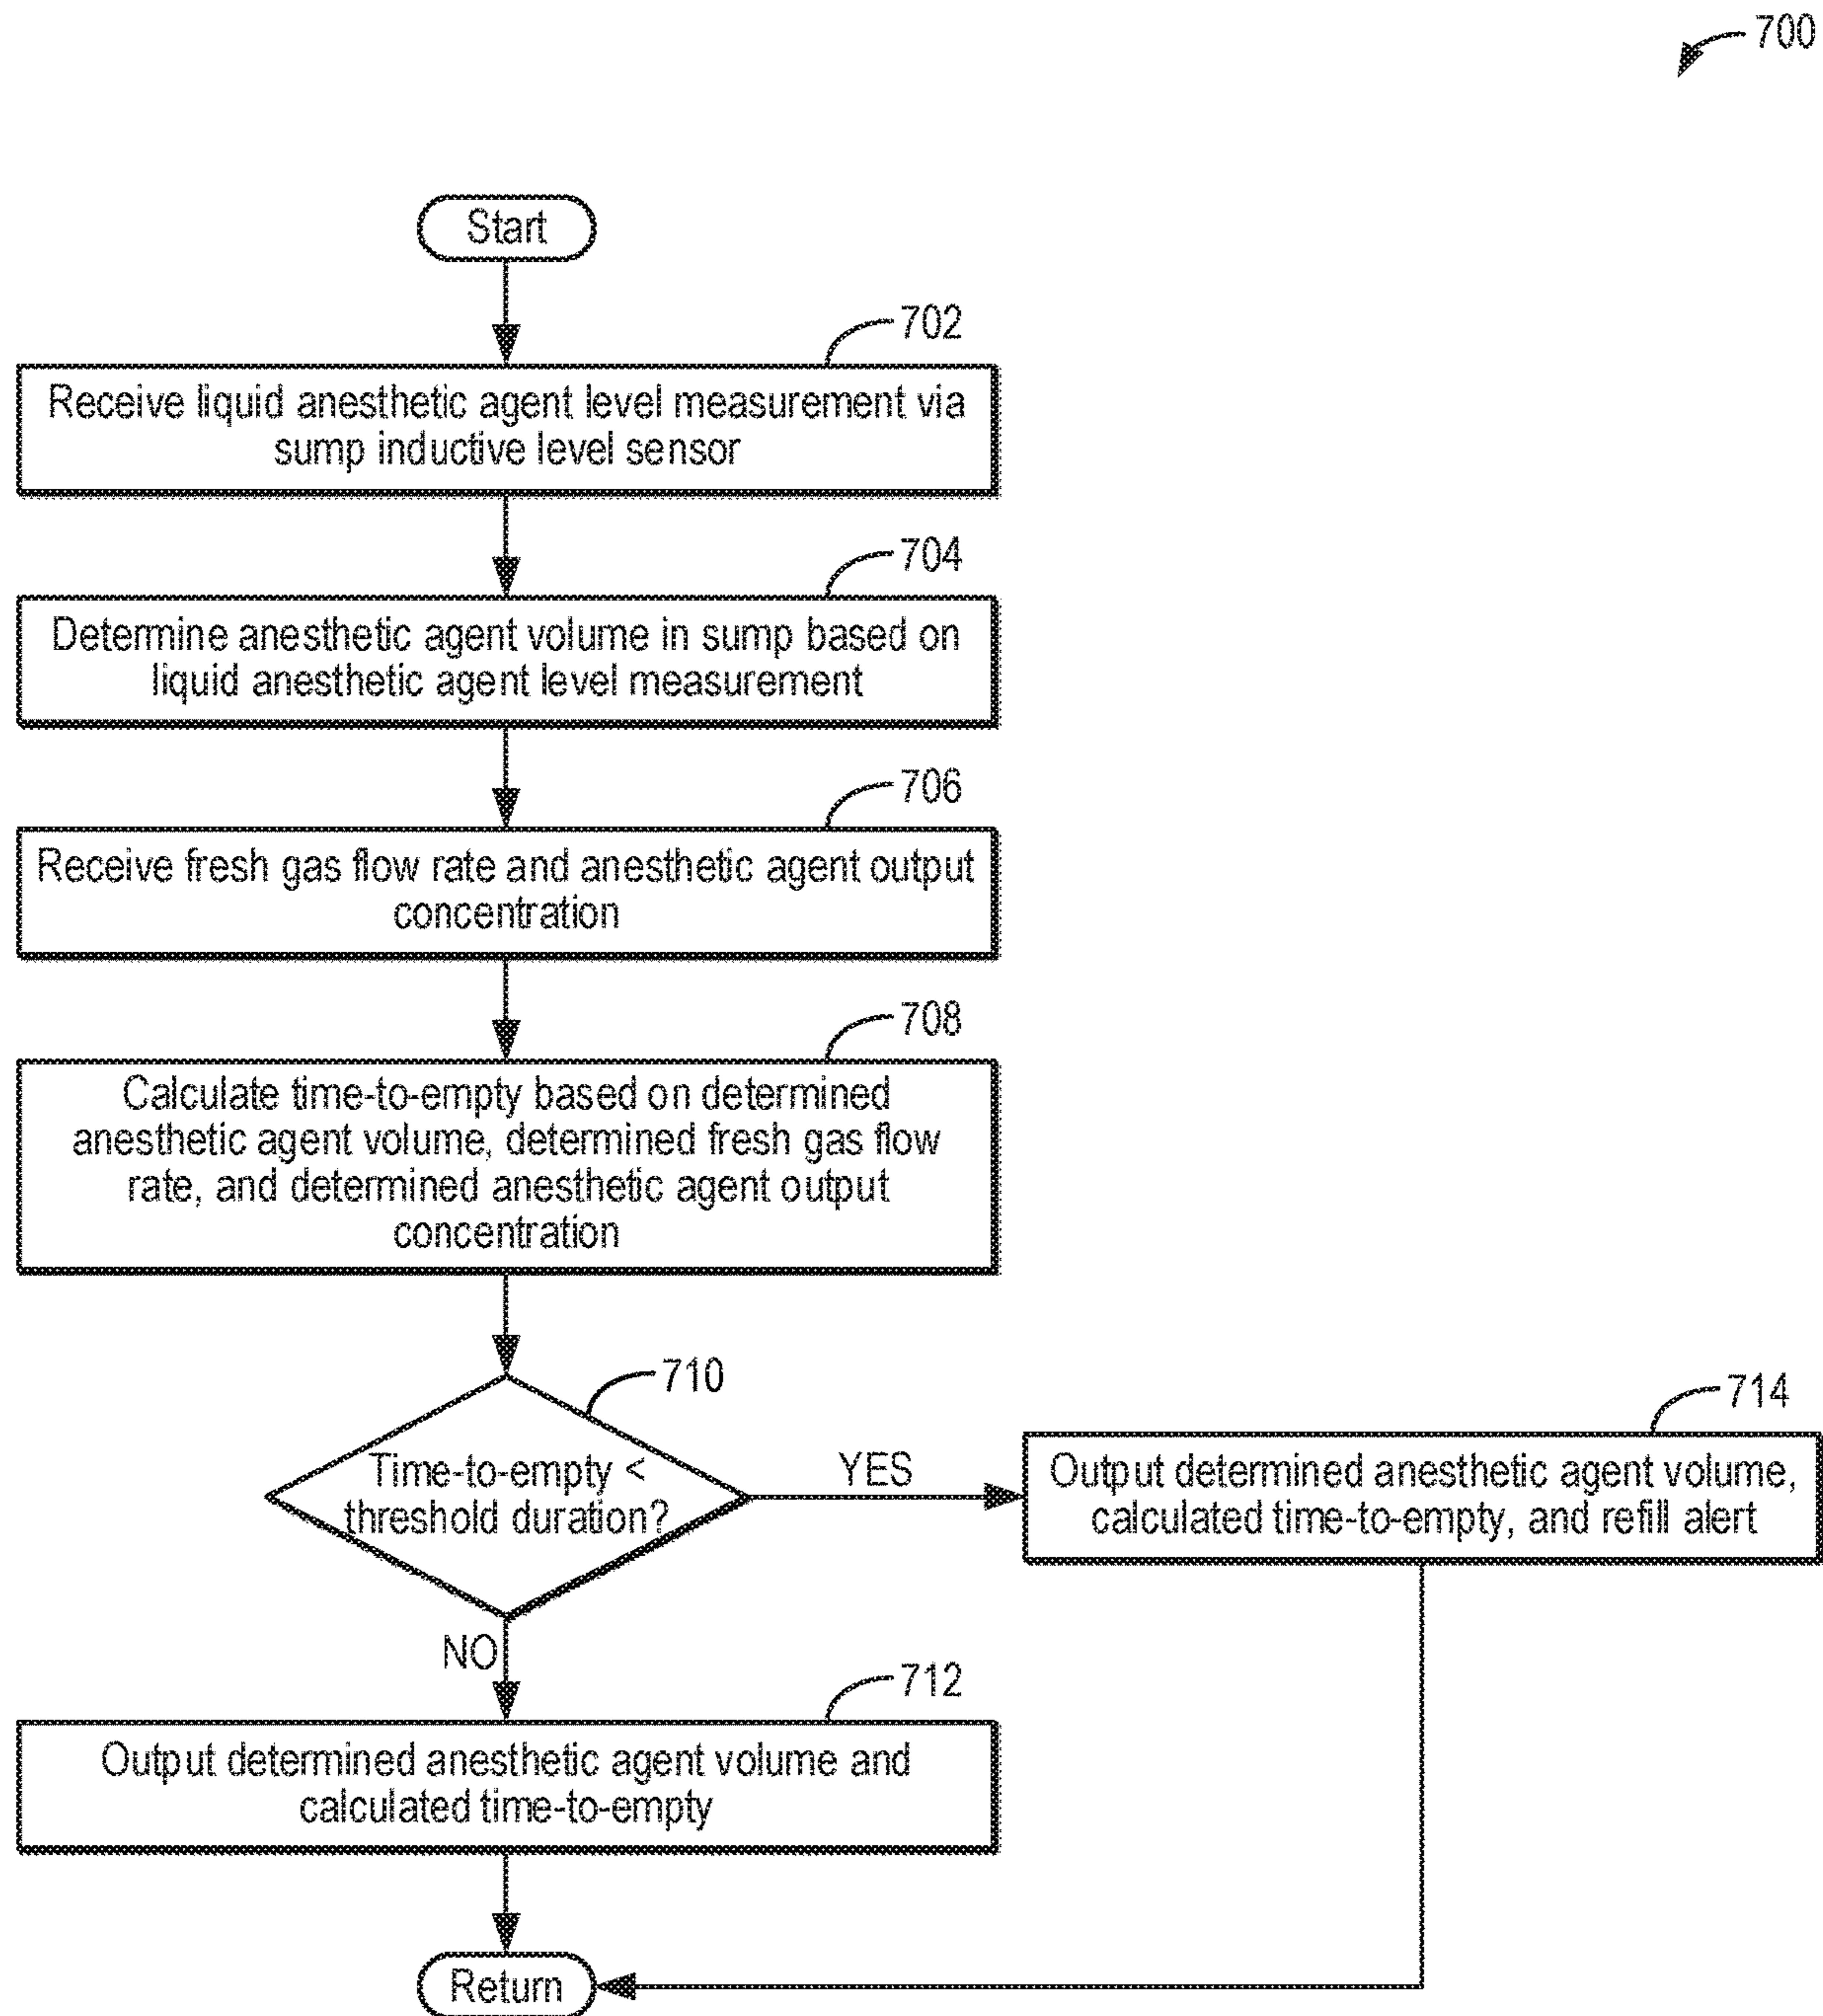 700
Start
702
Receive liquid anesthetic agent level measurement via
sump inductive level sensor
704
Determine anesthetic agent volume in sump based on
liquid anesthetic agent level measurement
706
Receive fresh gas flow rate and anesthetic agent output
concentration
708
Calculate time-to-empty based on determined
anesthetic agent volume, determined fresh gas flow
rate, and determined anesthetic agent output
concentration
710
Time-to-empty <
threshold duration?
YES
714
Output determined anesthetic agent volume,
calculated time-to-empty, and refill alert
NO
712
Output determined anesthetic agent volume and
calculated time-to-empty
Return